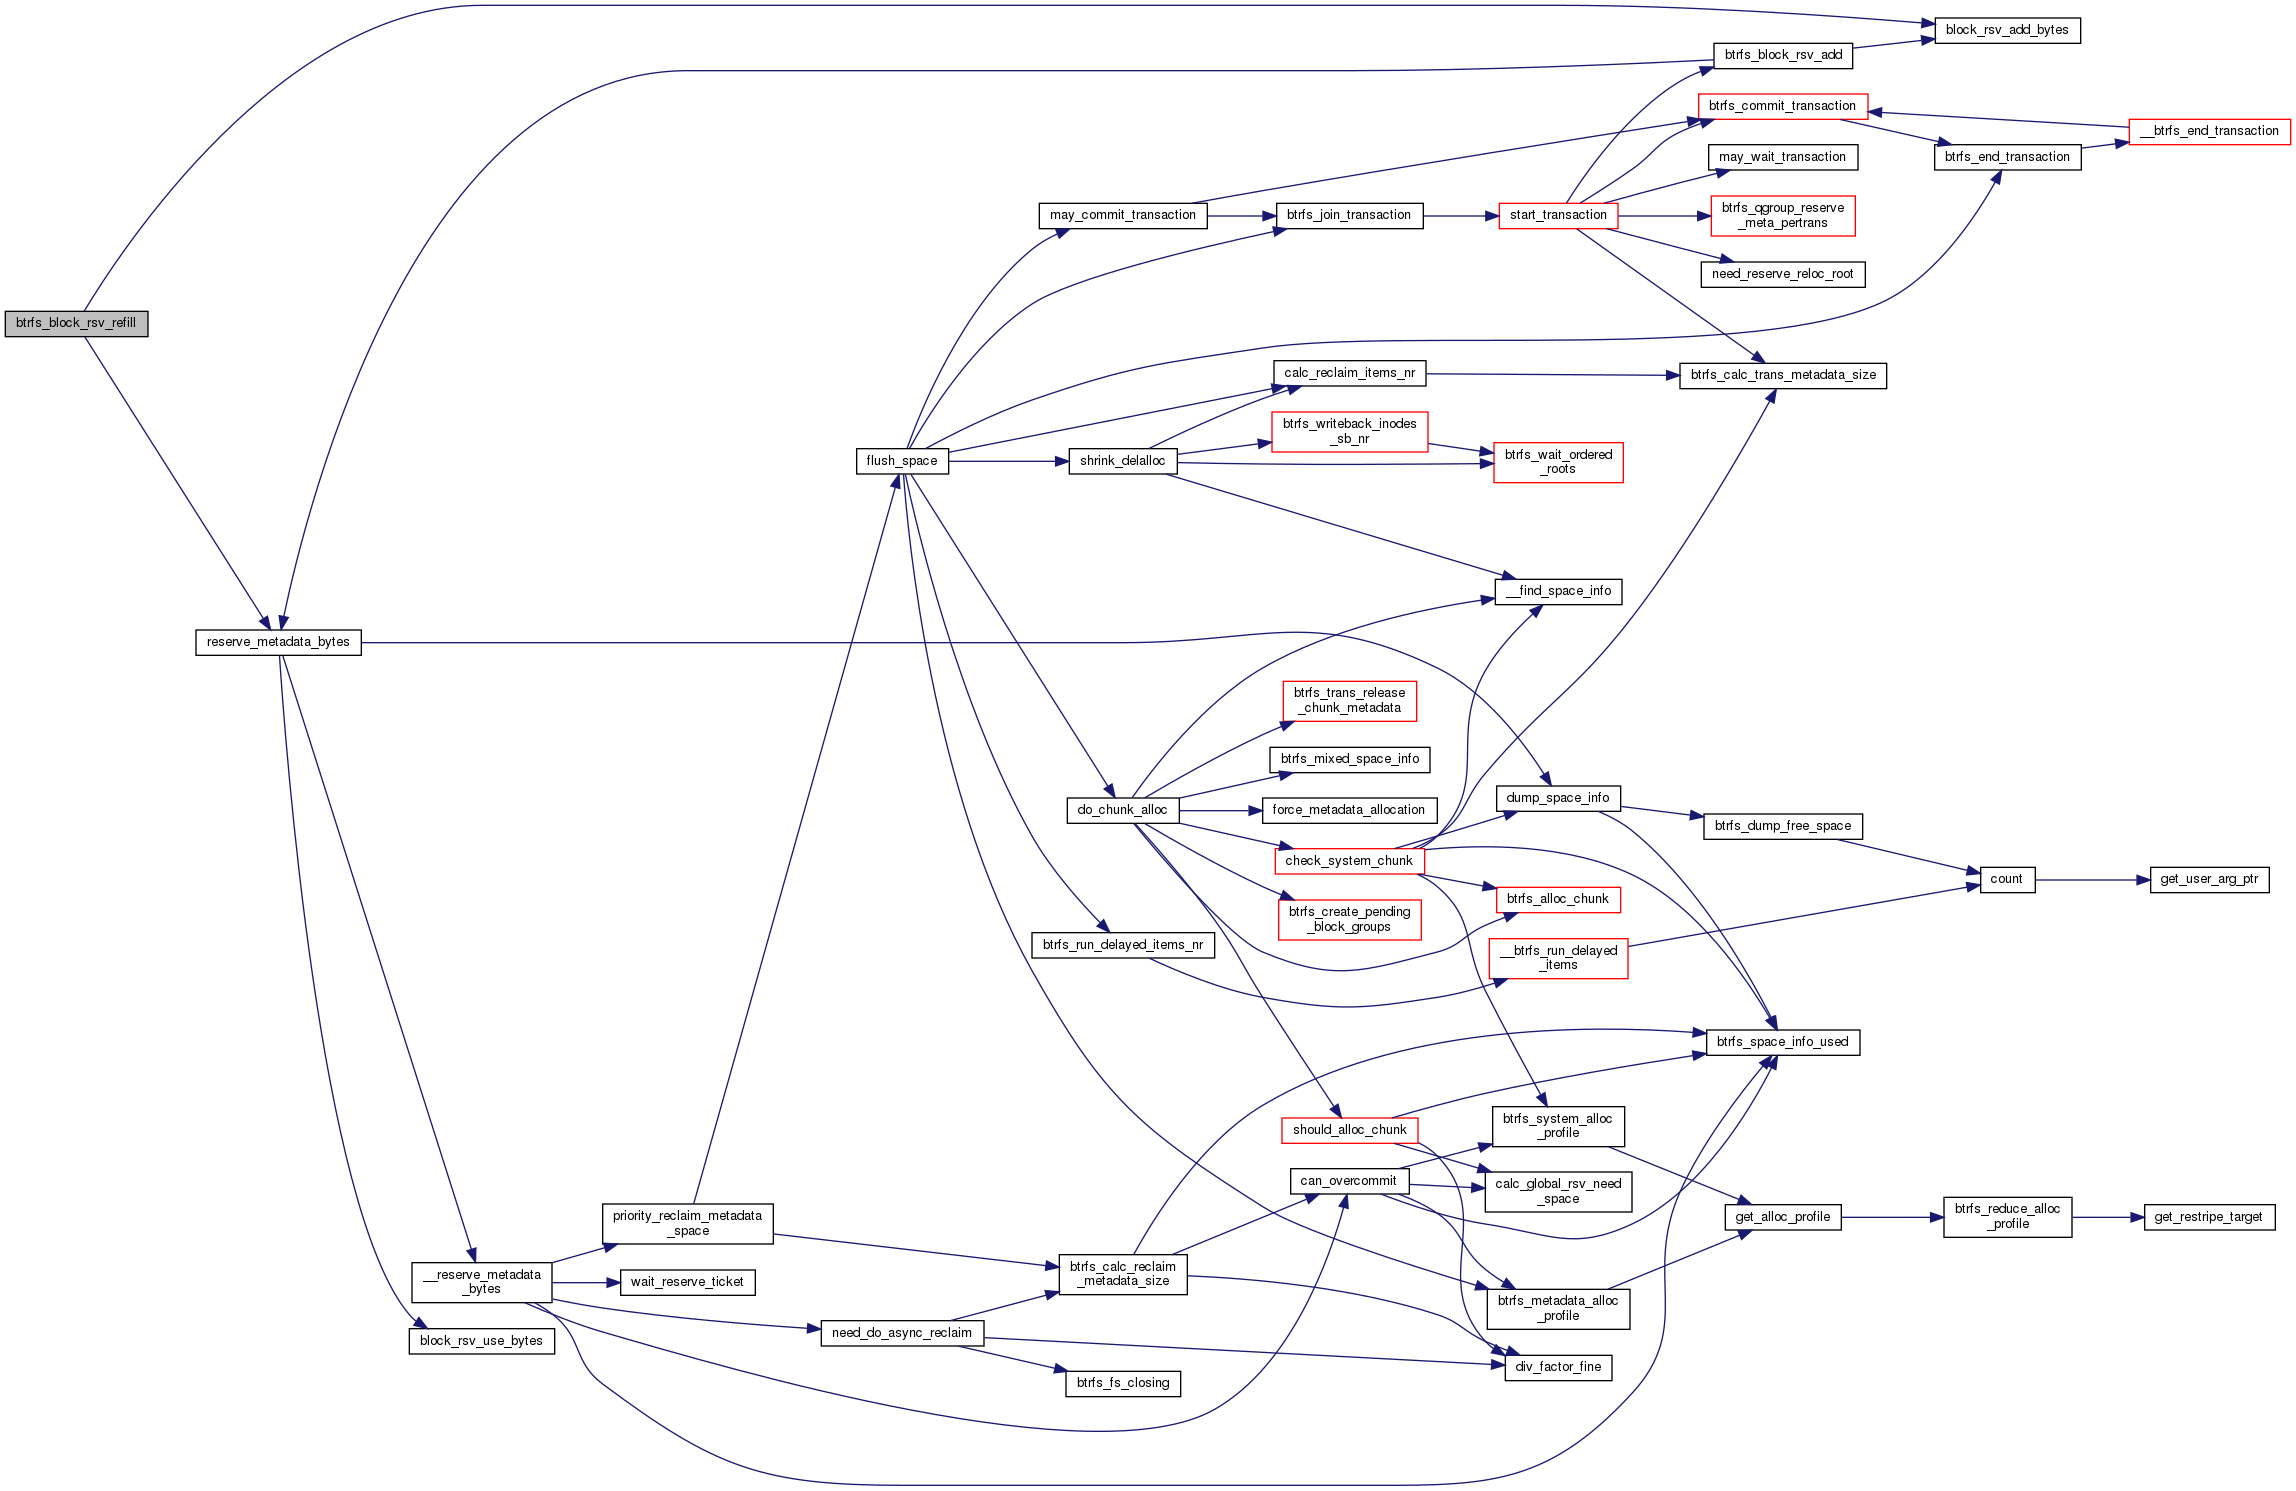 block_rsv_add_bytes
btrfs_block_rsv_add
btrfs_commit_transaction
__btrfs_end_transaction
may_wait_transaction
btrfs_end_transaction
may_commit_transaction
btrfs_join_transaction
start_transaction
btrfs_qgroup_reserve
_meta_pertrans
need_reserve_reloc_root
btrfs_block_rsv_refill
calc_reclaim_items_nr
btrfs_calc_trans_metadata_size
btrfs_writeback_inodes
_sb_nr
flush_space
shrink_delalloc
btrfs_wait_ordered
_roots
__find_space_info
reserve_metadata_bytes
btrfs_trans_release
_chunk_metadata
btrfs_mixed_space_info
do_chunk_alloc
force_metadata_allocation
dump_space_info
btrfs_dump_free_space
check_system_chunk
count
get_user_arg_ptr
btrfs_alloc_chunk
btrfs_create_pending
_block_groups
btrfs_run_delayed_items_nr
__btrfs_run_delayed
_items
btrfs_space_info_used
should_alloc_chunk
btrfs_system_alloc
_profile
can_overcommit
calc_global_rsv_need
_space
priority_reclaim_metadata
_space
get_alloc_profile
btrfs_reduce_alloc
_profile
get_restripe_target
__reserve_metadata
_bytes
wait_reserve_ticket
btrfs_calc_reclaim
_metadata_size
btrfs_metadata_alloc
_profile
block_rsv_use_bytes
need_do_async_reclaim
div_factor_fine
btrfs_fs_closing